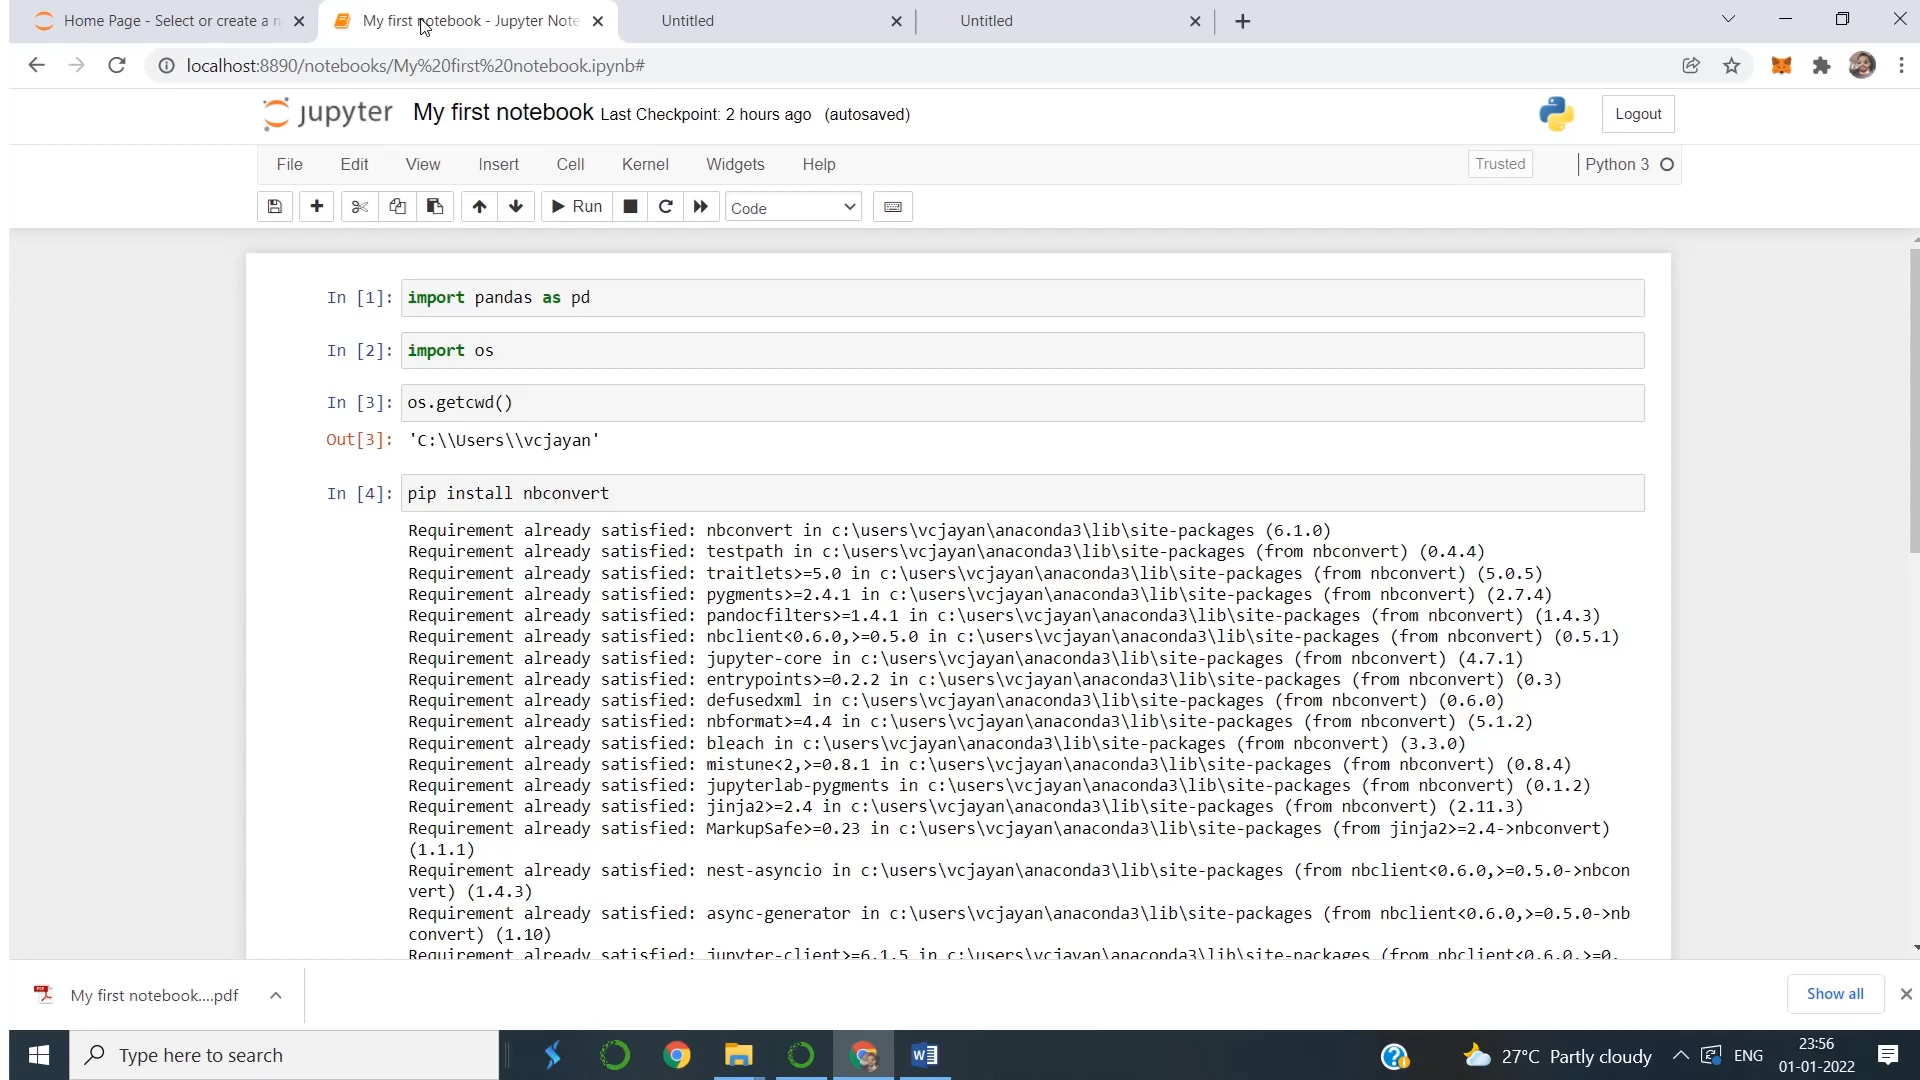 Home Page - Select or create a n
My first notebook - Jupyter Note
Untitled
Untitled
localhost:8890/notebooks/My%20first%20notebook.ipynb#
jupyter My first notebook Last Checkpoint: 2 hours ago (autosaved)
Logout
File Edit View Insert Cell Kernel Widgets Help
Trusted
Python 3
Run
Code
In [1]: import pandas as pd
In [2]: import os
In [3]: os.getcwd()
Out[3]: 'C:\\Users\\vcjayan'
In [4]: pip install nbconvert
Requirement already satisfied: nbconvert in c:\users\vcjayan\anaconda3\lib\site-packages (6.1.0)
Requirement already satisfied: testpath in c:\users\vcjayan\anaconda3\lib\site-packages (from nbconvert) (0.4.4)
Requirement already satisfied: traitlets>=5.0 in c:\users\vcjayan\anaconda3\lib\site-packages (from nbconvert) (5.0.5)
Requirement already satisfied: pygments>=2.4.1 in c:\users\vcjayan\anaconda3\lib\site-packages (from nbconvert) (2.7.4)
Requirement already satisfied: pandocfilters>=1.4.1 in c:\users\vcjayan\anaconda3\lib\site-packages (from nbconvert) (1.4.3)
Requirement already satisfied: nbclient<0.6.0,>=0.5.0 in c:\users\vcjayan\anaconda3\lib\site-packages (from nbconvert) (0.5.1)
Requirement already satisfied: jupyter-core in c:\users\vcjayan\anaconda3\lib\site-packages (from nbconvert) (4.7.1)
Requirement already satisfied: entrypoints>=0.2.2 in c:\users\vcjayan\anaconda3\lib\site-packages (from nbconvert) (0.3)
Requirement already satisfied: defusedxml in c:\users\vcjayan\anaconda3\lib\site-packages (from nbconvert) (0.6.0)
Requirement already satisfied: nbformat>=4.4 in c:\users\vcjayan\anaconda3\lib\site-packages (from nbconvert) (5.1.2)
Requirement already satisfied: bleach in c:\users\vcjayan\anaconda3\lib\site-packages (from nbconvert) (3.3.0)
Requirement already satisfied: mistune<2,>=0.8.1 in c:\users\vcjayan\anaconda3\lib\site-packages (from nbconvert) (0.8.4)
Requirement already satisfied: jupyterlab-pygments in c:\users\vcjayan\anaconda3\lib\site-packages (from nbconvert) (0.1.2)
Requirement already satisfied: jinja2>=2.4 in c:\users\vcjayan\anaconda3\lib\site-packages (from nbconvert) (2.11.3)
Requirement already satisfied: MarkupSafe>=0.23 in c:\users\vcjayan\anaconda3\lib\site-packages (from jinja2>=2.4->nbconvert)
(1.1.1)
Requirement already satisfied: nest-asyncio in c:\users\vcjayan\anaconda3\lib\site-packages (from nbclient<0.6.0,>=0.5.0->nbcon
vert) (1.4.3)
Requirement already satisfied: async-generator in c:\users\vcjayan\anaconda3\lib\site-packages (from nbclient<0.6.0,>=0.5.0->nb
convert) (1.10)
Requirement already satisfied: jupyter-client>=6.1.5 in c:\users\vcjayan\anaconda3\lib\site-packages (from nbclient<0.6.0,>=0.
My first notebook....pdf
Show all
Type here to search
27°C Partly cloudy
ENG
23:56
01-01-2022